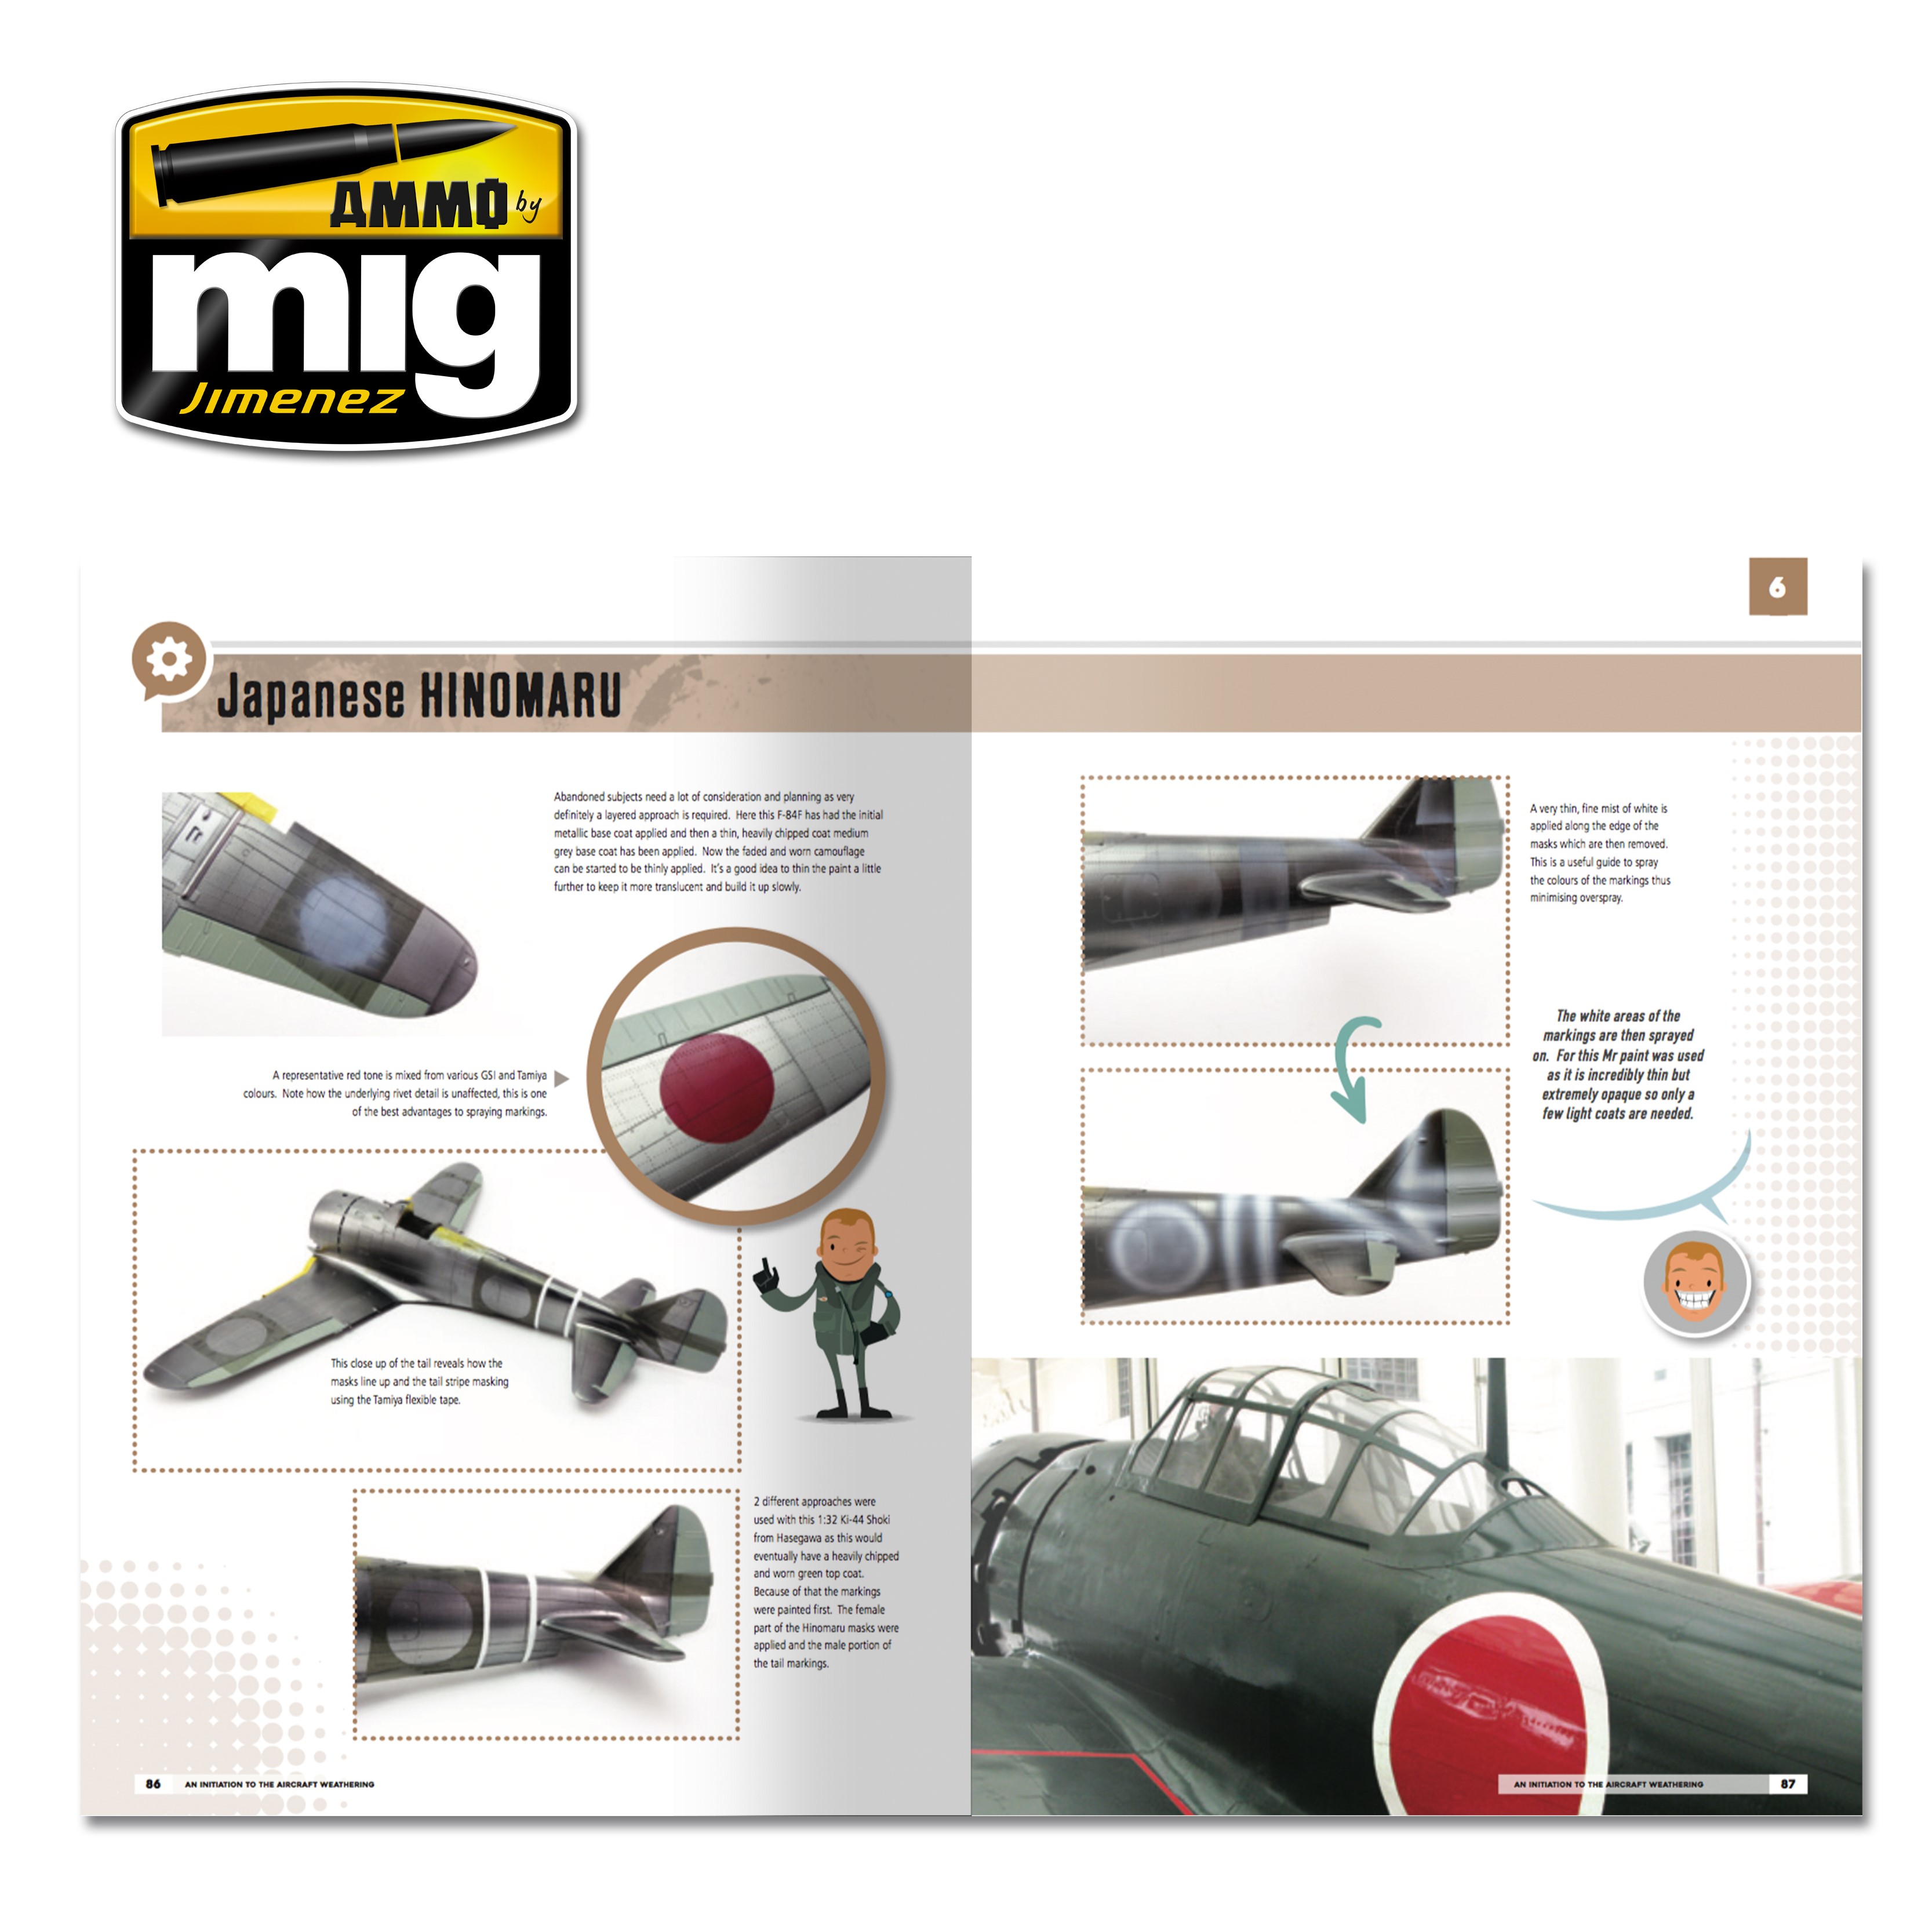 AMMO by
mig
Jimenez
6
Japanese HINOMARU
Abandoned subjects need a lot of consideration and planning as very
definitely a layered approach is required. Here this F-84F has had the initial
metallic base coat applied and then a thin, heavily chipped coat medium
grey base coat has been applied. Now the faded and worn camouflage
can be started to be thinly applied. It's a good idea to thin the paint a little
further to keep it more translucent and build it up slowly.
A representative red tone is mixed from various GSI and Tamiya
colours. Note how the underlying rivet detail is unaffected, this is one
of the best advantages to spraying markings.
This close up of the tail reveals how the
masks line up and the tail stripe masking
using the Tamiya flexible tape.
2 different approaches were
used with this 1:32 Ki-44 Shoki
from Hasegawa as this would
eventually have a heavily chipped
and worn green top coat.
Because of that the markings
were painted first. The female
part of the Hinomaru masks were
applied and the male portion of
the tail markings.
86 AN INITIATION TO THE AIRCRAFT WEATHERING
A very thin, fine mist of white is
applied along the edge of the
masks which are then removed.
This is a useful guide to spray
the colours of the markings thus
minimising overspray.
The white areas of the
markings are then sprayed
on. For this Mr paint was used
as it is incredibly thin but
extremely opaque so only a
few light coats are needed.
AN INITIATION TO THE AIRCRAFT WEATHERING 87